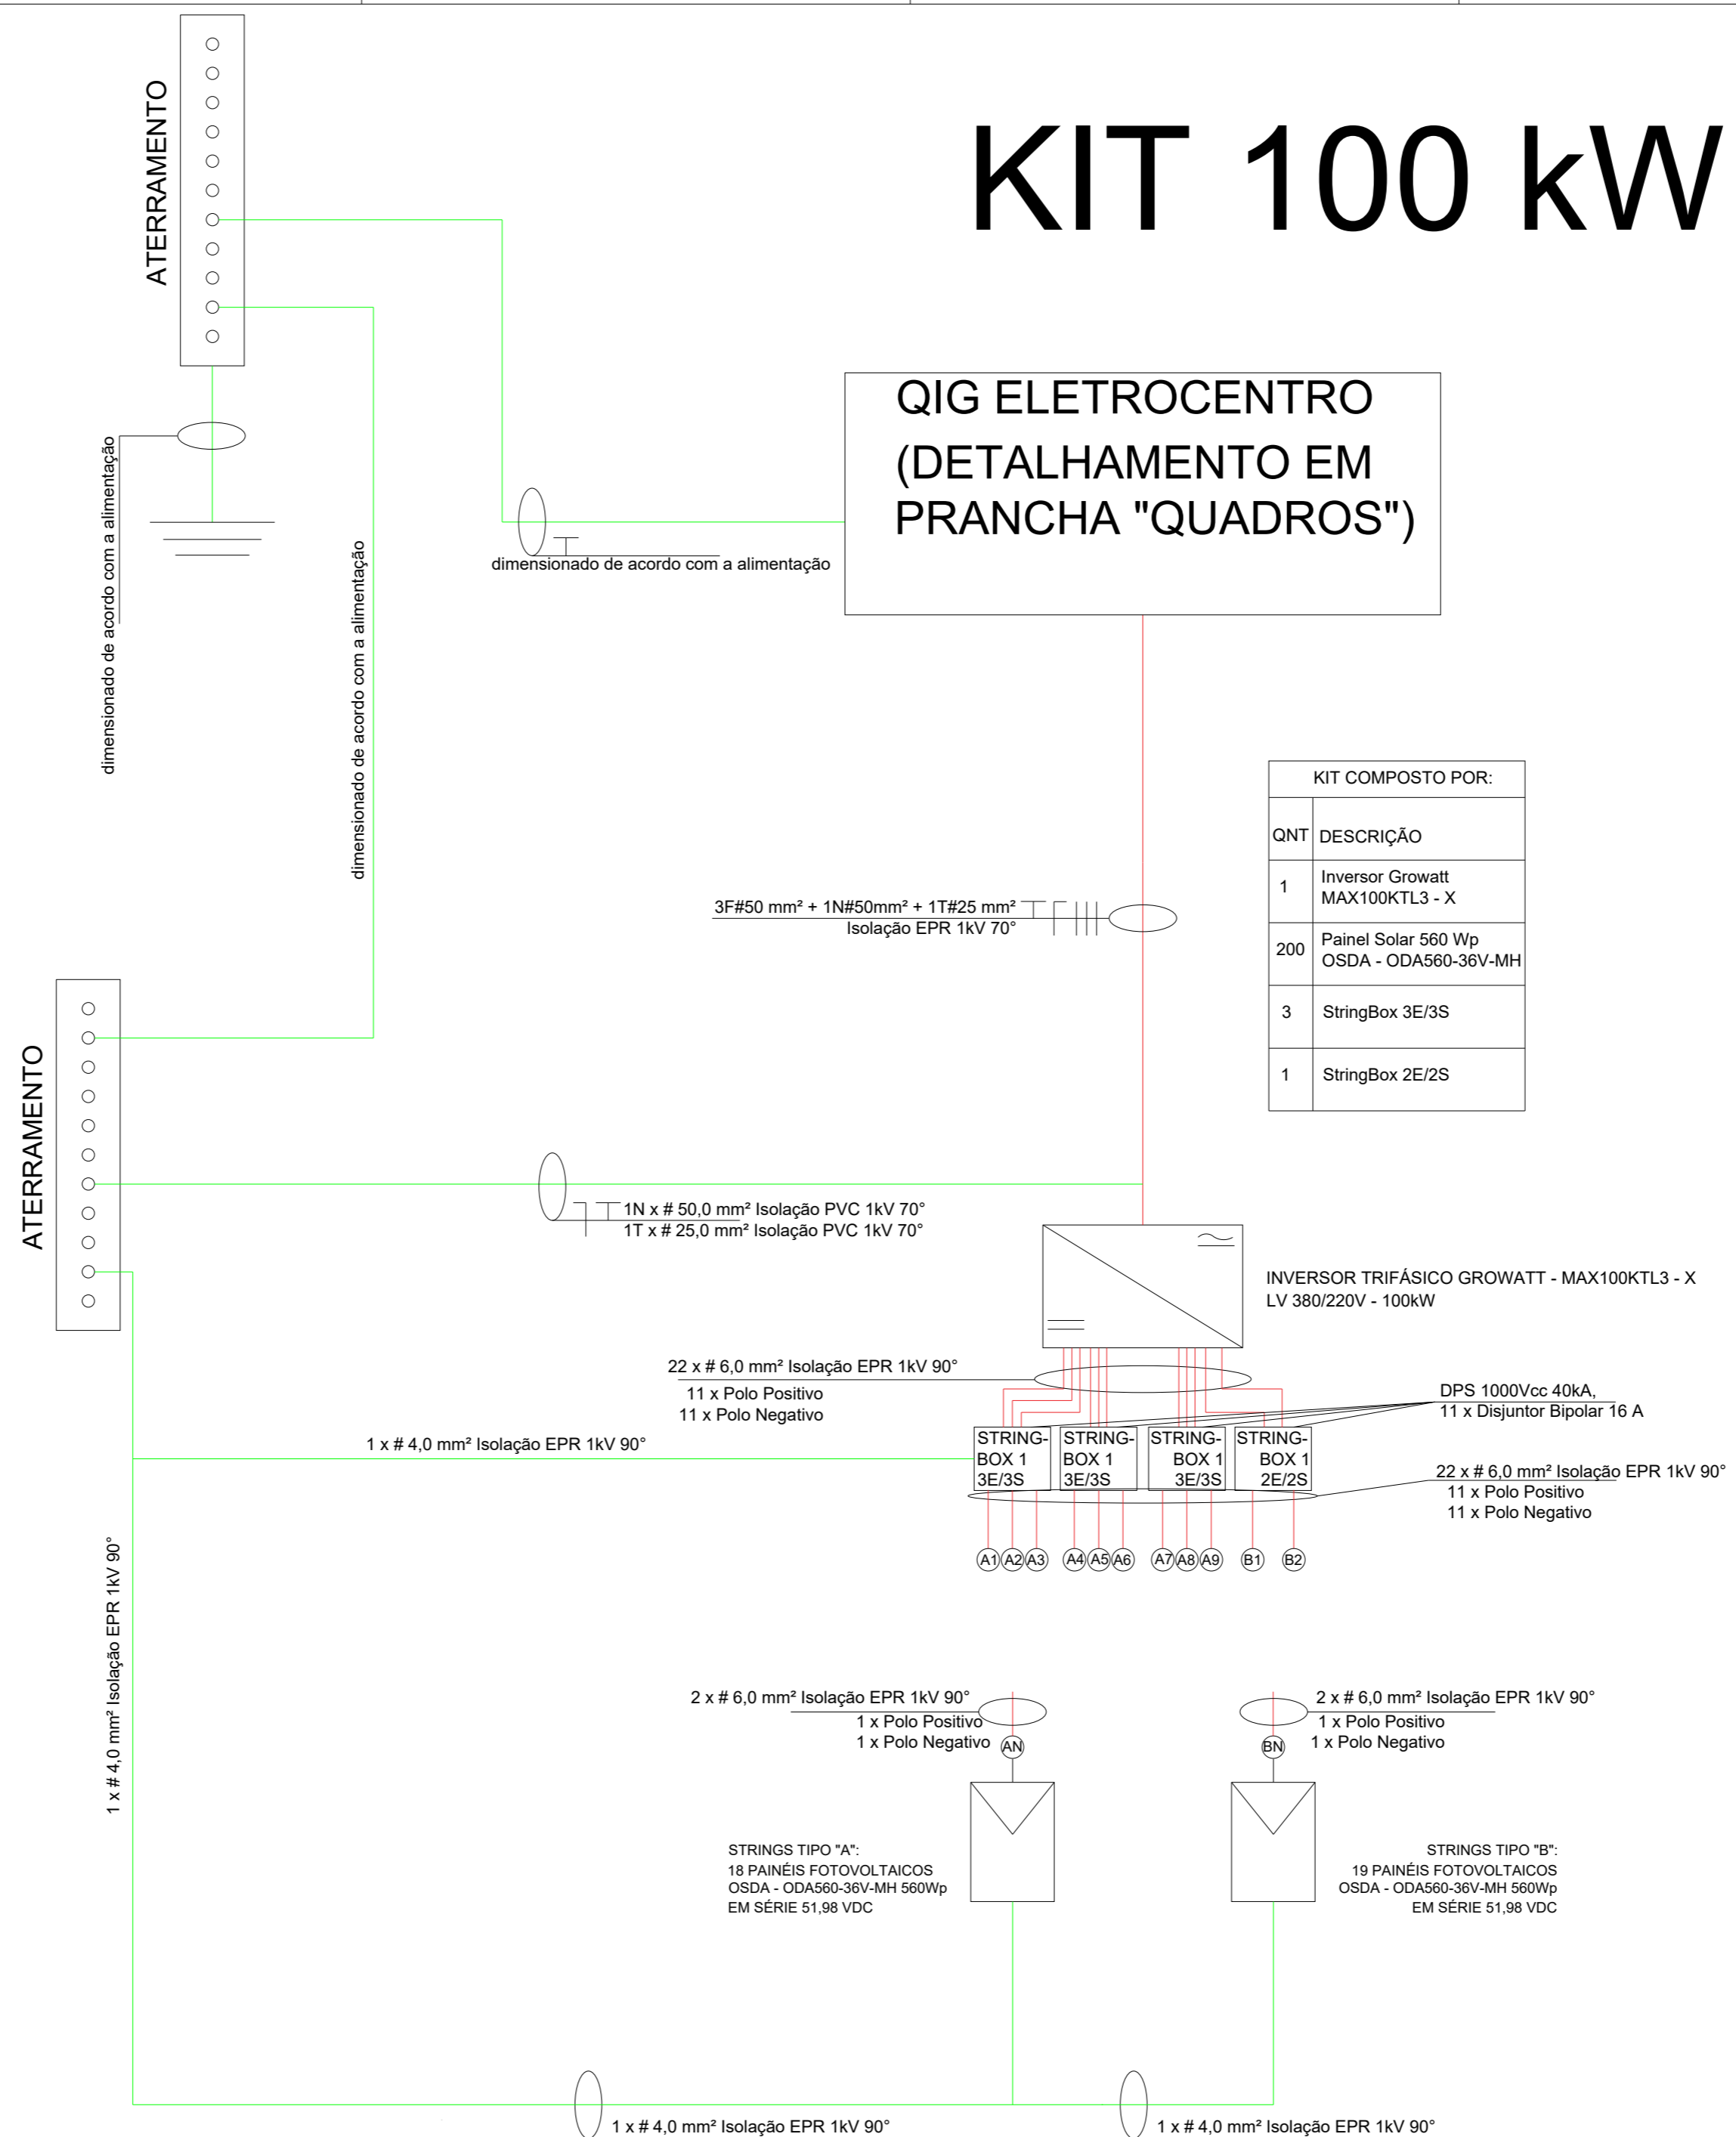 KIT 100 kW
ATERRAMENTO
QIG ELETROCENTRO
(DETALHAMENTO EM
PRANCHA "QUADROS")
dimensionado de acordo com a alimentação
dimensionado de acordo com a alimentação
dimensionado de acordo com a alimentação
KIT COMPOSTO POR:
QNT DESCRIÇÃO
1 Inversor Growatt
MAX100KTL3 - X
200 Painel Solar 560 Wp
OSDA - ODA560-36V-MH
3 StringBox 3E/3S
1 StringBox 2E/2S
3F#50 mm² + 1N#50mm² + 1T#25 mm²
Isolação EPR 1kV 70°
ATERRAMENTO
1N x # 50,0 mm² Isolação PVC 1kV 70°
1T x # 25,0 mm² Isolação PVC 1kV 70°
INVERSOR TRIFÁSICO GROWATT - MAX100KTL3 - X
LV 380/220V - 100kW
22 x # 6,0 mm² Isolação EPR 1kV 90°
11 x Polo Positivo
11 x Polo Negativo
DPS 1000Vcc 40kA,
11 x Disjuntor Bipolar 16 A
1 x # 4,0 mm² Isolação EPR 1kV 90°
STRING-
BOX 1
3E/3S
STRING-
BOX 1
3E/3S
STRING-
BOX 1
3E/3S
STRING-
BOX 1
2E/2S
22 x # 6,0 mm² Isolação EPR 1kV 90°
11 x Polo Positivo
11 x Polo Negativo
A1 A2 A3 A4 A5 A6 A7 A8 A9 B1 B2
1 x # 4,0 mm² Isolação EPR 1kV 90°
2 x # 6,0 mm² Isolação EPR 1kV 90°
1 x Polo Positivo
1 x Polo Negativo
AN
2 x # 6,0 mm² Isolação EPR 1kV 90°
1 x Polo Positivo
1 x Polo Negativo
BN
STRINGS TIPO "A":
18 PAINÉIS FOTOVOLTAICOS
OSDA - ODA560-36V-MH 560Wp
EM SÉRIE 51,98 VDC
STRINGS TIPO "B":
19 PAINÉIS FOTOVOLTAICOS
OSDA - ODA560-36V-MH 560Wp
EM SÉRIE 51,98 VDC
1 x # 4,0 mm² Isolação EPR 1kV 90°
1 x # 4,0 mm² Isolação EPR 1kV 90°